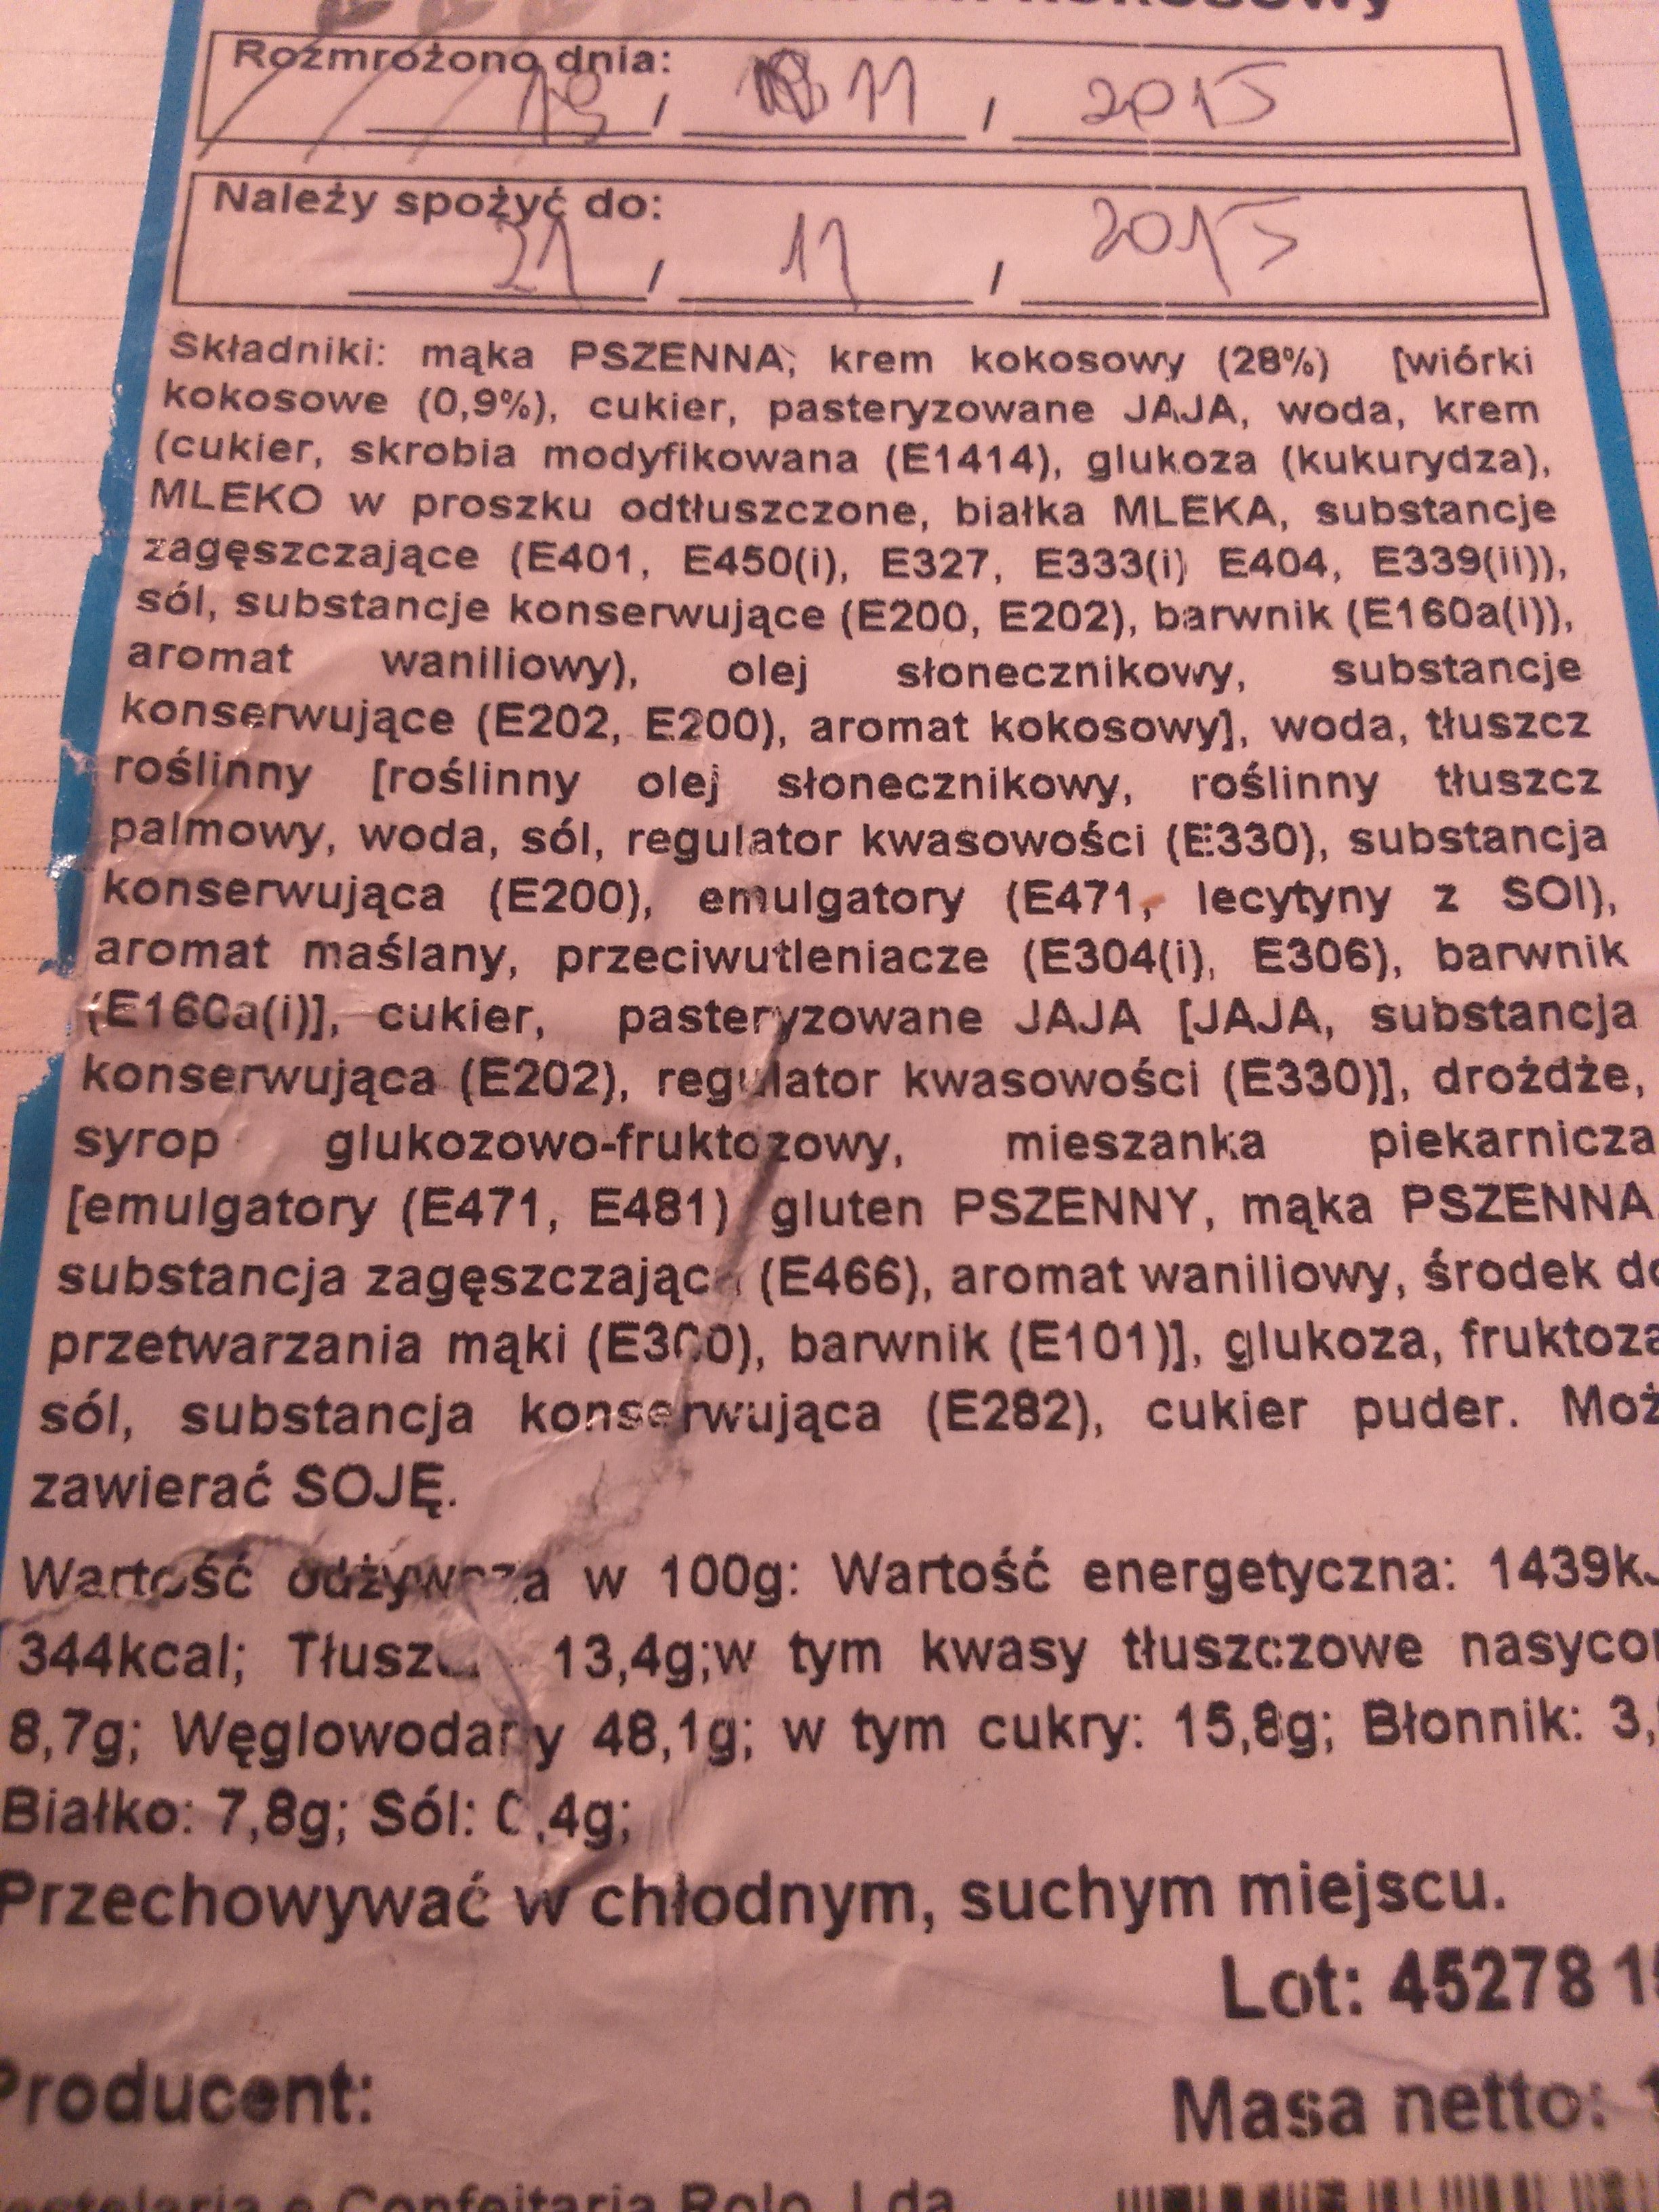 kokosowy
Rozmrożono dnia:
19 / 11 / 2015
Należy spożyć do:
21 / 11 / 2015
Składniki: mąka PSZENNA, krem kokosowy (28%) [wiórki
kokosowe (0,9%), cukier, pasteryzowane JAJA, woda, krem
(cukier, skrobia modyfikowana (E1414), glukoza (kukurydza),
MLEKO w proszku odtłuszczone, białka MLEKA, substancje
zagęszczające (E401, E450(i), E327, E333(i) E404, E339(ii)),
sól, substancje konserwujące (E200, E202), barwnik (E160a(i)),
aromat waniliowy), olej słonecznikowy, substancje
konserwujące (E202, E200), aromat kokosowy], woda, tłuszcz
roślinny [roślinny olej słonecznikowy, roślinny tłuszcz
palmowy, woda, sól, regulator kwasowości (E330), substancja
konserwująca (E200), emulgatory (E471, lecytyny z SOI),
aromat maślany, przeciwutleniacze (E304(i), E306), barwnik
(E160a(i)], cukier, pasteryzowane JAJA [JAJA, substancja
konserwująca (E202), regulator kwasowości (E330)], drożdże,
syrop glukozowo-fruktozowy, mieszanka piekarnicza
[emulgatory (E471, E481) gluten PSZENNY, mąka PSZENNA,
substancja zagęszczająca (E466), aromat waniliowy, środek do
przetwarzania mąki (E300), barwnik (E101)], glukoza, fruktoza
sól, substancja konserwująca (E282), cukier puder. Moż
zawierać SOJĘ.
Wartość odżywcza w 100g: Wartość energetyczna: 1439kJ
344kcal; Tłuszcz 13,4g;w tym kwasy tłuszczowe nasyco
8,7g; Węglowodany 48,1g; w tym cukry: 15,8g; Błonnik: 3,
Białko: 7,8g; Sól: 0,4g;
Przechowywać w chłodnym, suchym miejscu.
Lot: 45278
Producent:
Masa netto:
e Confeitaria Rolo, Lda